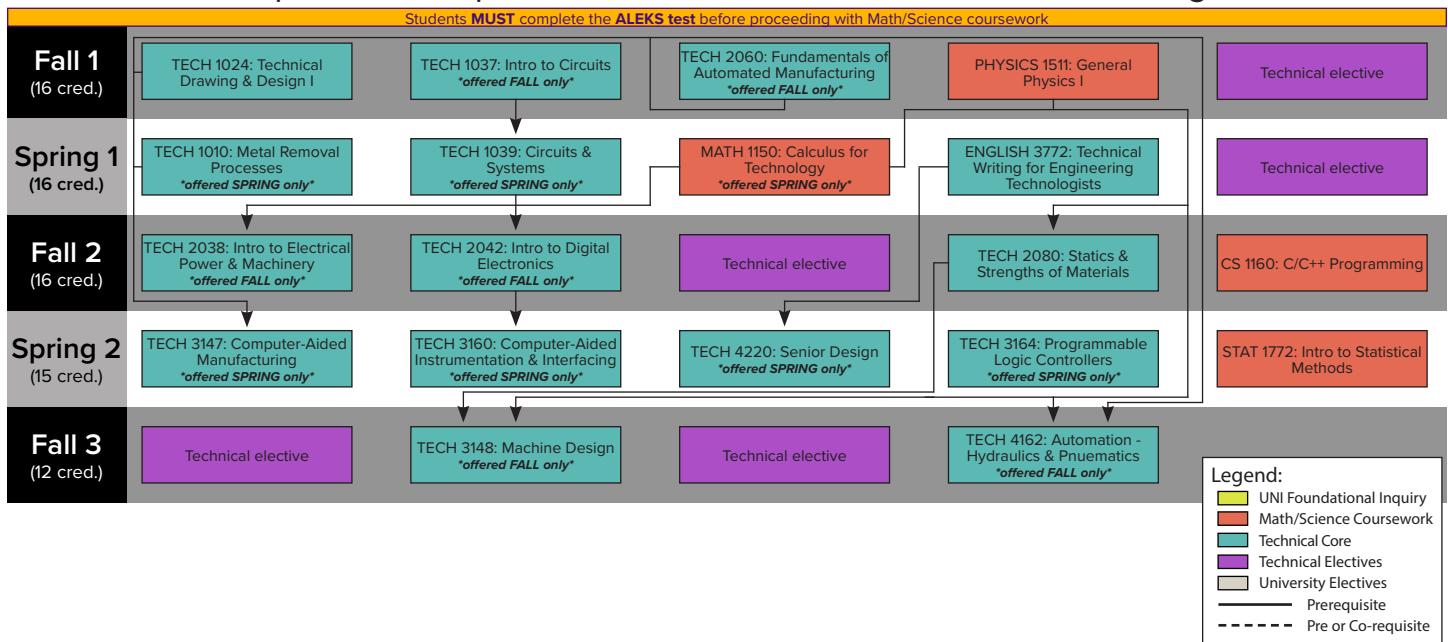 Students MUST complete the ALEKS test before proceeding with Math/Science coursework
Fall 1
(16 cred.)
TECH 1024: Technical
Drawing & Design I
TECH 1037: Intro to Circuits
*offered FALL only*
TECH 2060: Fundamentals of
Automated Manufacturing
*offered FALL only*
PHYSICS 1511: General
Physics I
Technical elective
Spring 1
(16 cred.)
TECH 1010: Metal Removal
Processes
*offered SPRING only*
TECH 1039: Circuits &
Systems
*offered SPRING only*
MATH 1150: Calculus for
Technology
*offered SPRING only*
ENGLISH 3772: Technical
Writing for Engineering
Technologists
Technical elective
Fall 2
(16 cred.)
TECH 2038: Intro to Electrical
Power & Machinery
*offered FALL only*
TECH 2042: Intro to Digital
Electronics
*offered FALL only*
Technical elective
TECH 2080: Statics &
Strengths of Materials
CS 1160: C/C++ Programming
Spring 2
(15 cred.)
TECH 3147: Computer-Aided
Manufacturing
*offered SPRING only*
TECH 3160: Computer-Aided
Instrumentation & Interfacing
*offered SPRING only*
TECH 4220: Senior Design
*offered SPRING only*
TECH 3164: Programmable
Logic Controllers
*offered SPRING only*
STAT 1772: Intro to Statistical
Methods
Fall 3
(12 cred.)
Technical elective
TECH 3148: Machine Design
*offered FALL only*
Technical elective
TECH 4162: Automation -
Hydraulics & Pnuematics
*offered FALL only*
Legend:
UNI Foundational Inquiry
Math/Science Coursework
Technical Core
Technical Electives
University Electives
Prerequisite
Pre or Co-requisite